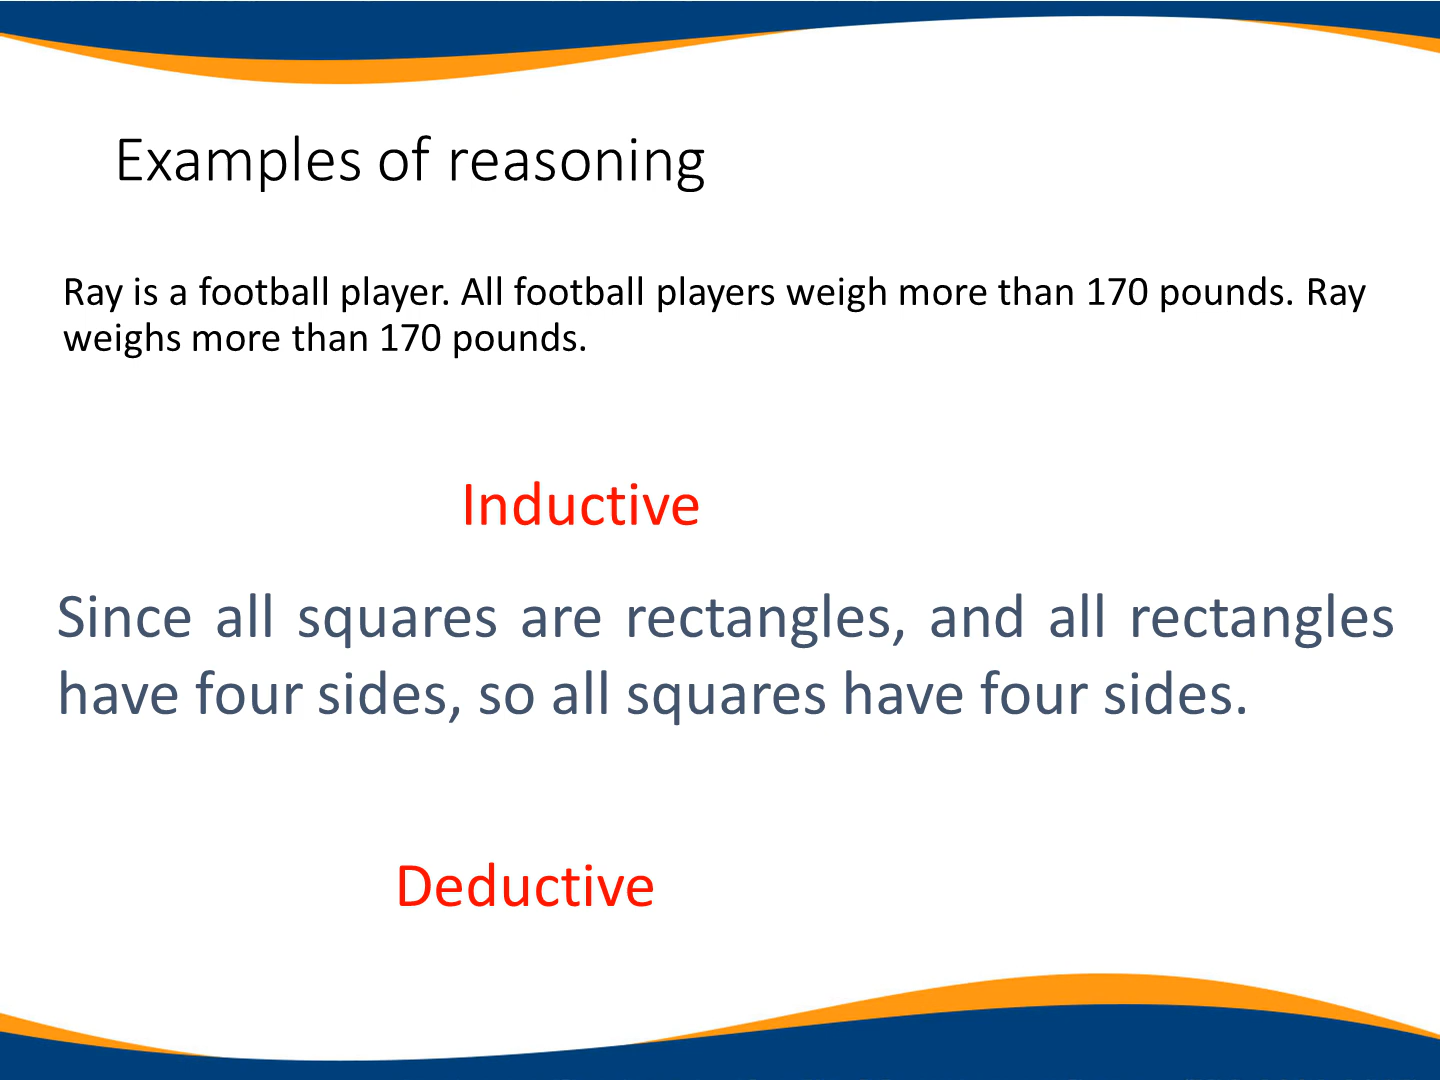 Examples of reasoning
Ray is a football player. All football players weigh more than 170 pounds. Ray
weighs more than 170 pounds.
Inductive
Since all squares are rectangles, and all rectangles
have four sides, so all squares have four sides.
Deductive